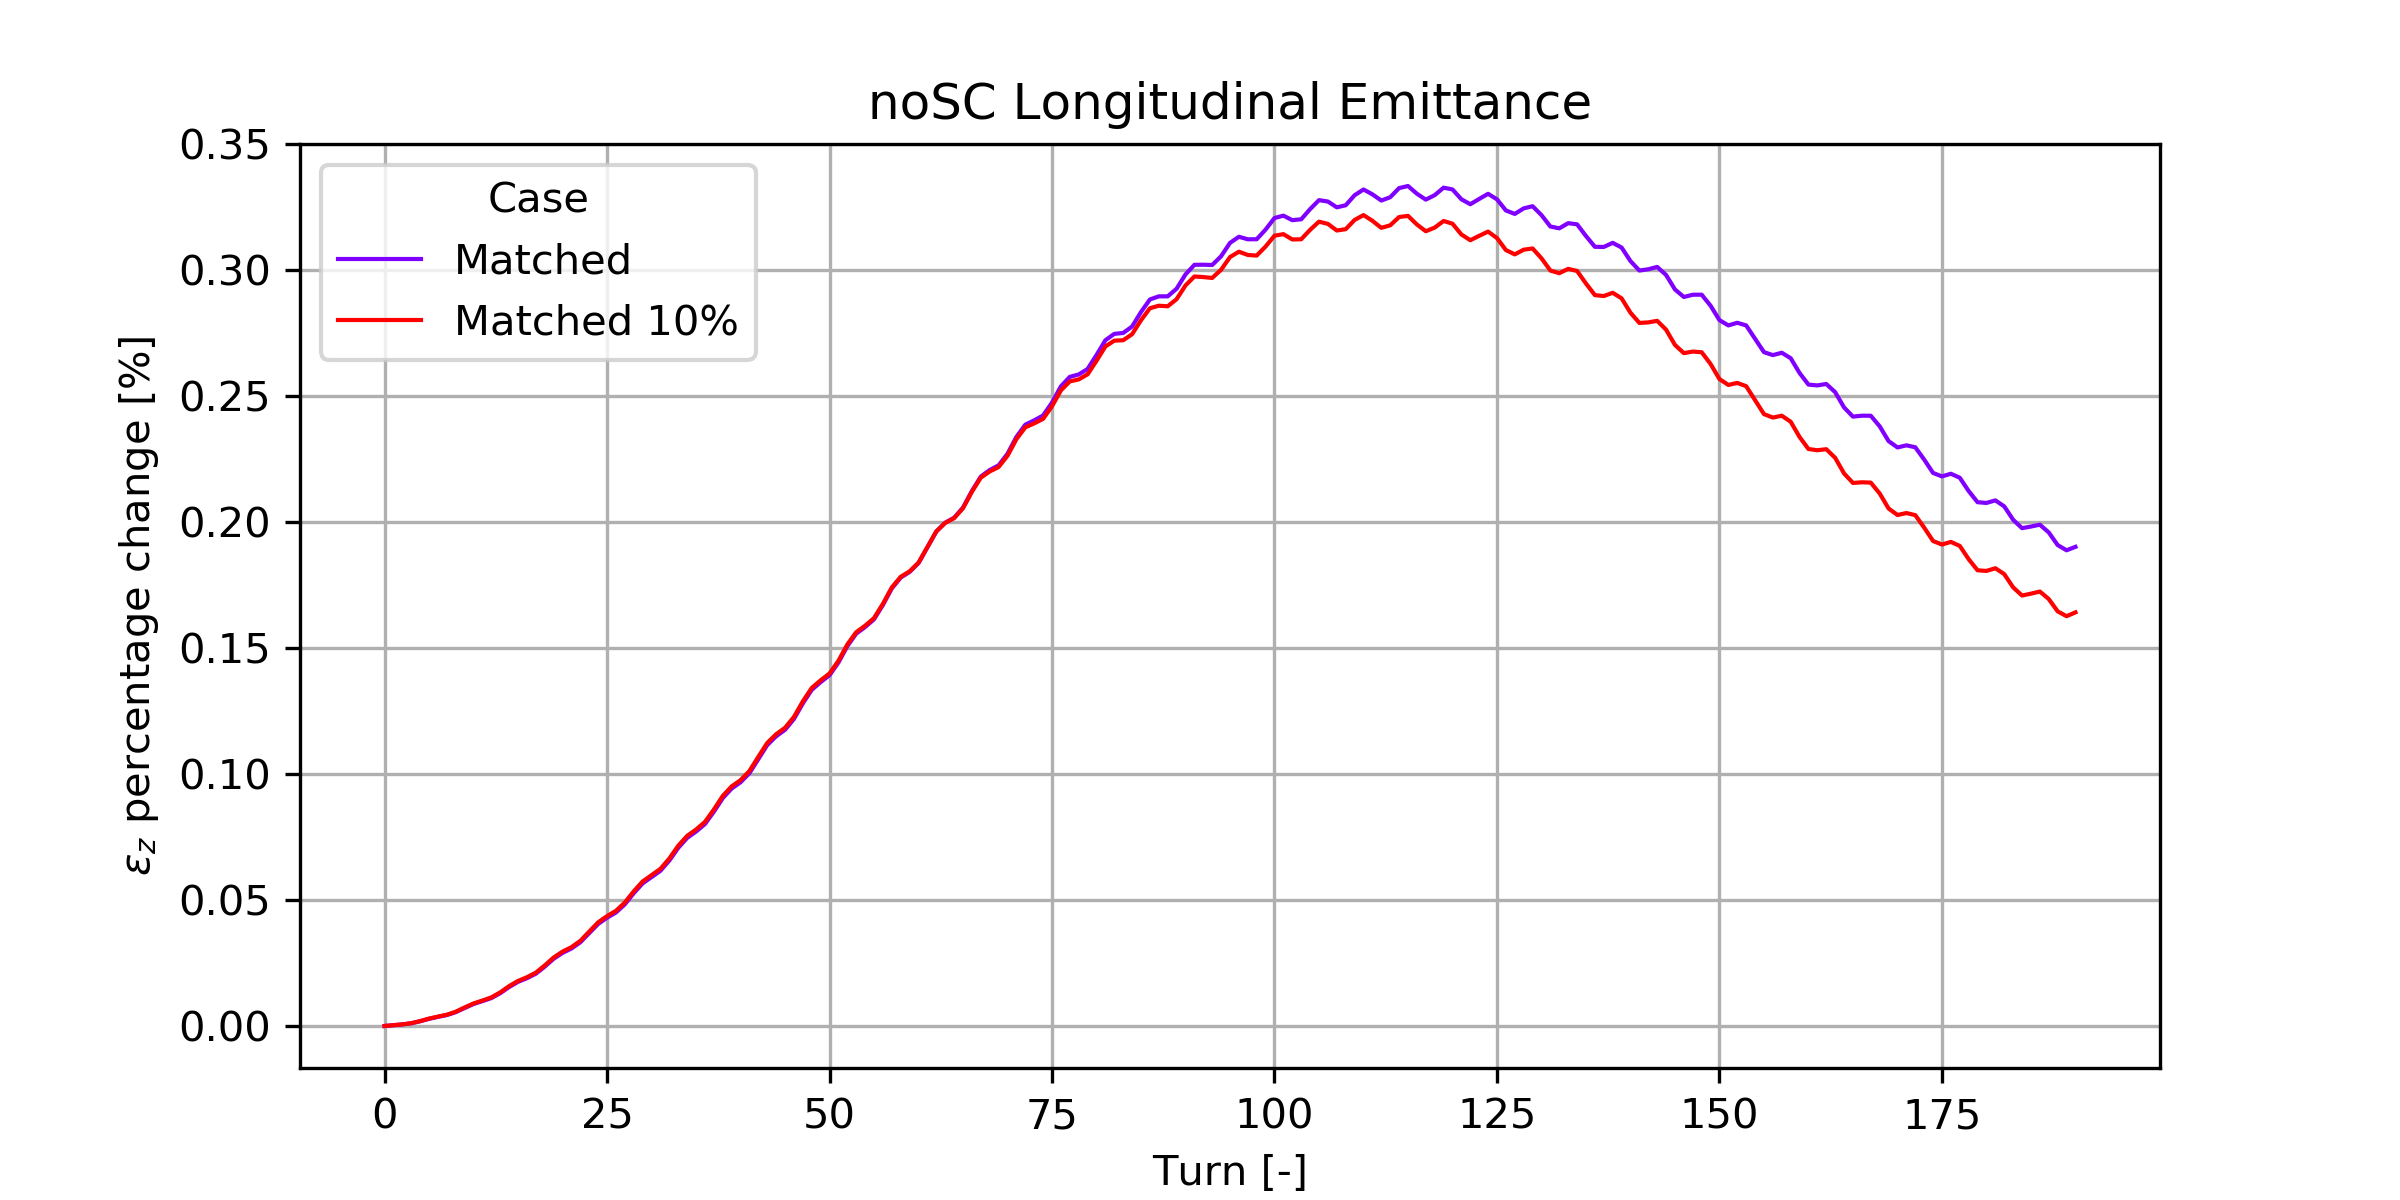 noSC Longitudinal Emittance
Case
Matched
Matched 10%
ε_z percentage change [%]
0.35
0.30
0.25
0.20
0.15
0.10
0.05
0.00
0 25 50 75 100 125 150 175
Turn [-]